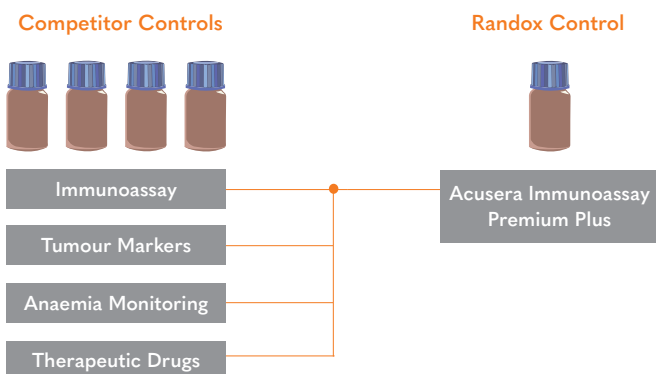 Competitor Controls
Randox Control
Immunoassay
Tumour Markers
Anaemia Monitoring
Therapeutic Drugs
Acusera Immunoassay
Premium Plus